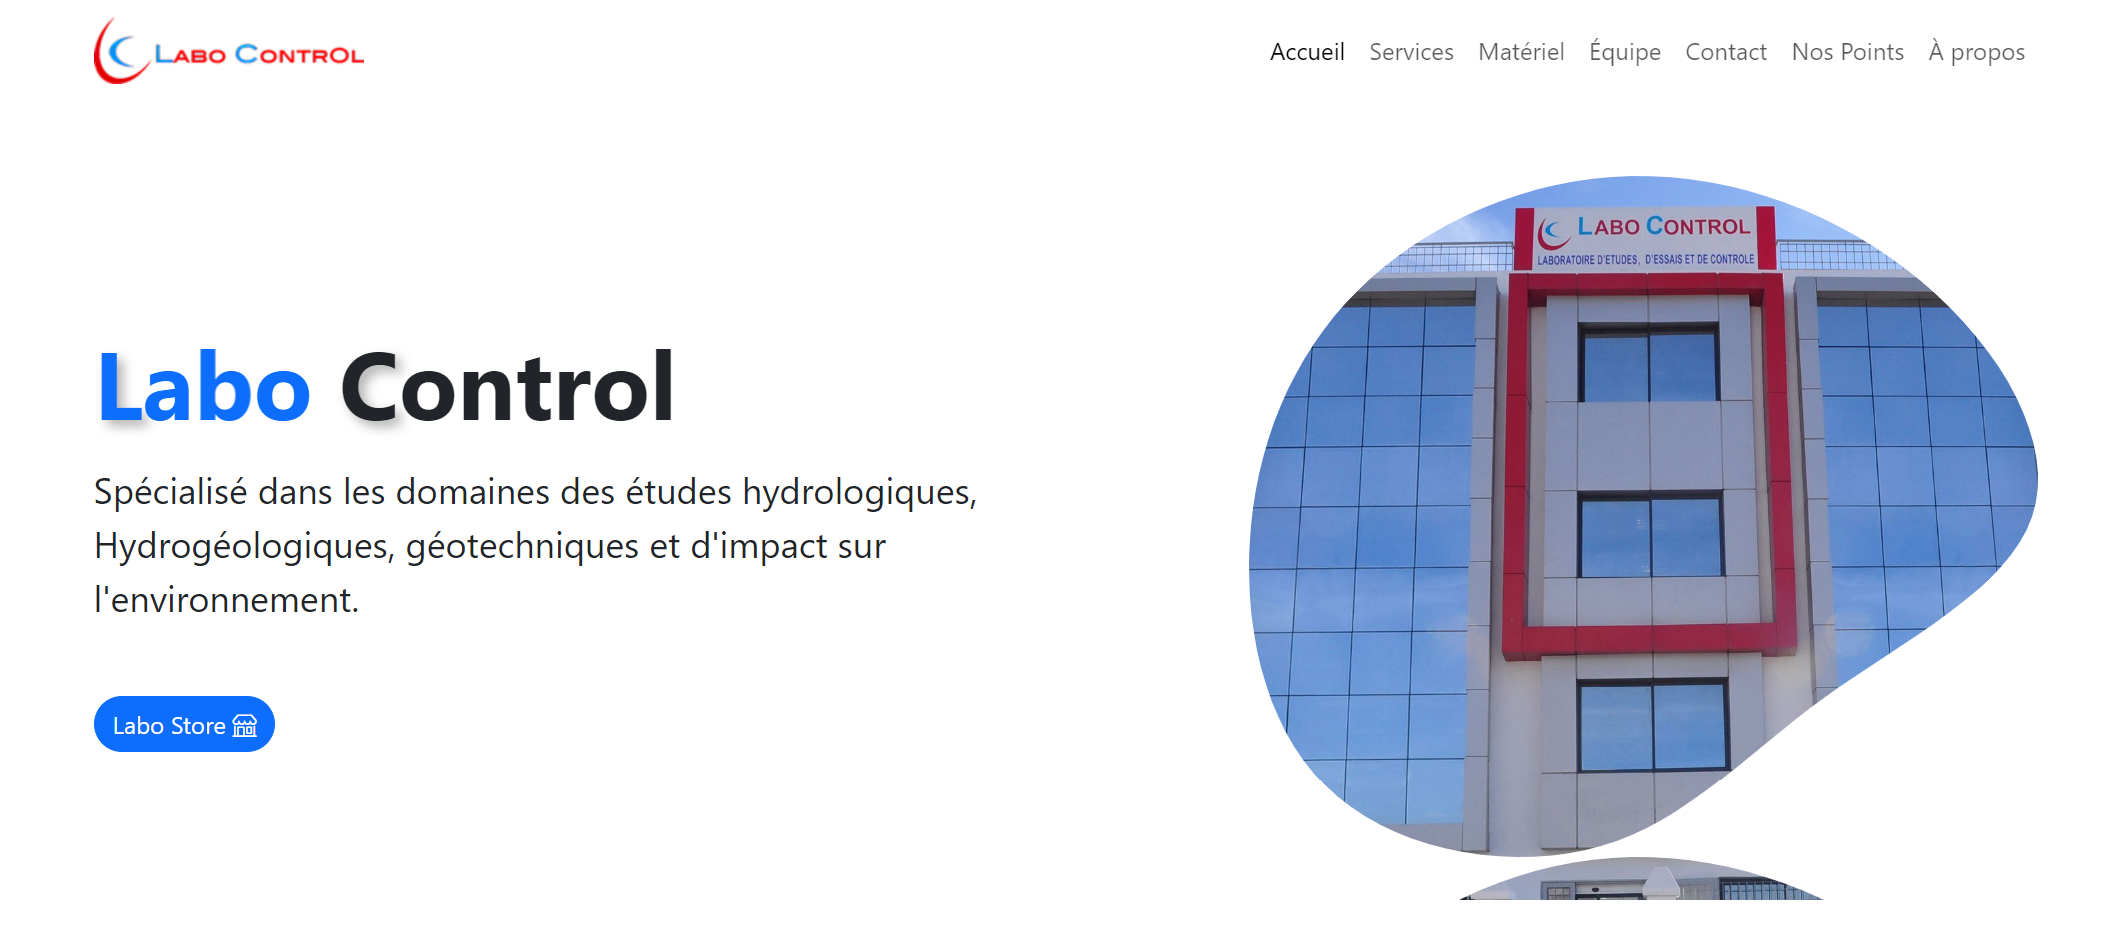 LABO CONTROL
Accueil Services Matériel Équipe Contact Nos Points À propos
LABO CONTROL
LABORATOIRE D'ETUDES, D'ESSAIS ET DE CONTROLE
Labo Control
Spécialisé dans les domaines des études hydrologiques,
Hydrogéologiques, géotechniques et d'impact sur
l'environnement.
Labo Store